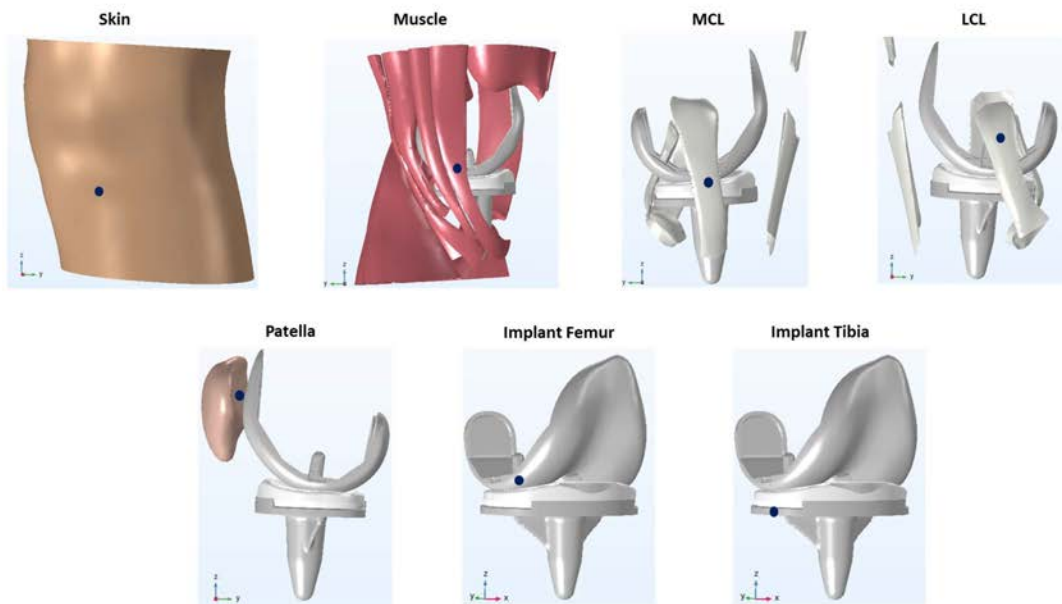 Skin
Muscle
MCL
LCL
z
y
z
y
z
y
z
y
Patella
Implant Femur
Implant Tibia
z
y
z
y
x
z
y
x